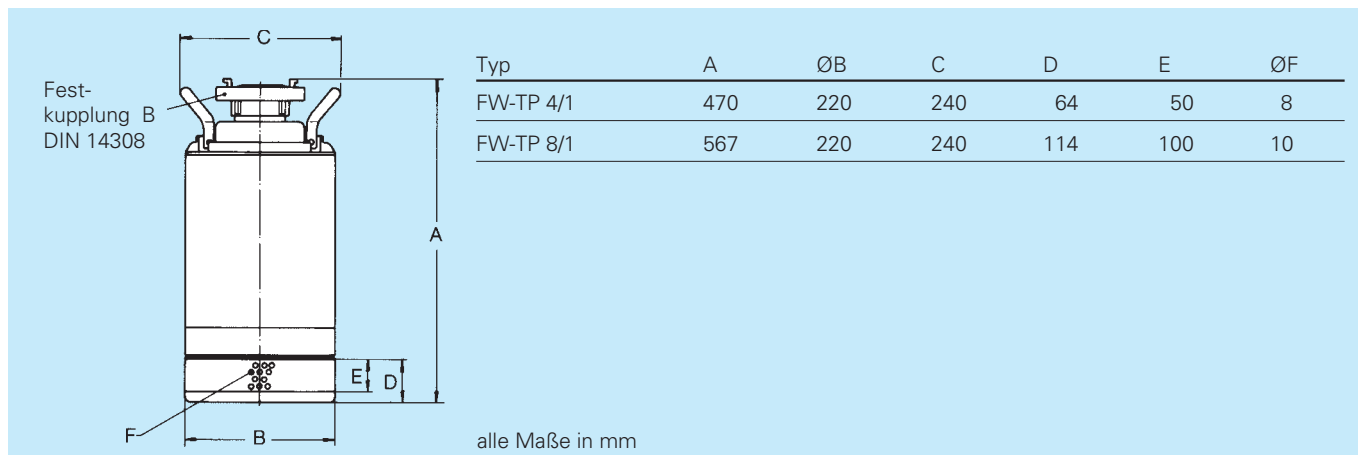 C
Fest-
kupplung B
DIN 14308
A
E
D
F
B
Typ A ØB C D E ØF
FW-TP 4/1 470 220 240 64 50 8
FW-TP 8/1 567 220 240 114 100 10
alle Maße in mm